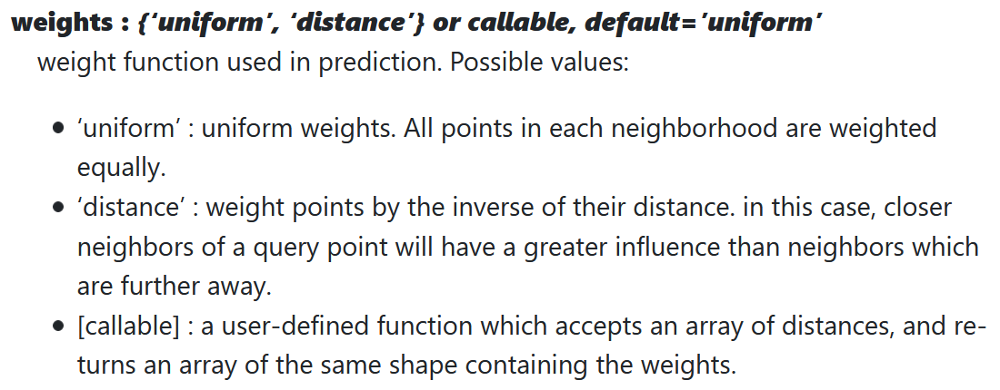 weights : {‘uniform’, ‘distance’} or callable, default=’uniform’
weight function used in prediction. Possible values:
• ‘uniform’ : uniform weights. All points in each neighborhood are weighted
equally.
• ‘distance’ : weight points by the inverse of their distance. in this case, closer
neighbors of a query point will have a greater influence than neighbors which
are further away.
• [callable] : a user-defined function which accepts an array of distances, and re-
turns an array of the same shape containing the weights.